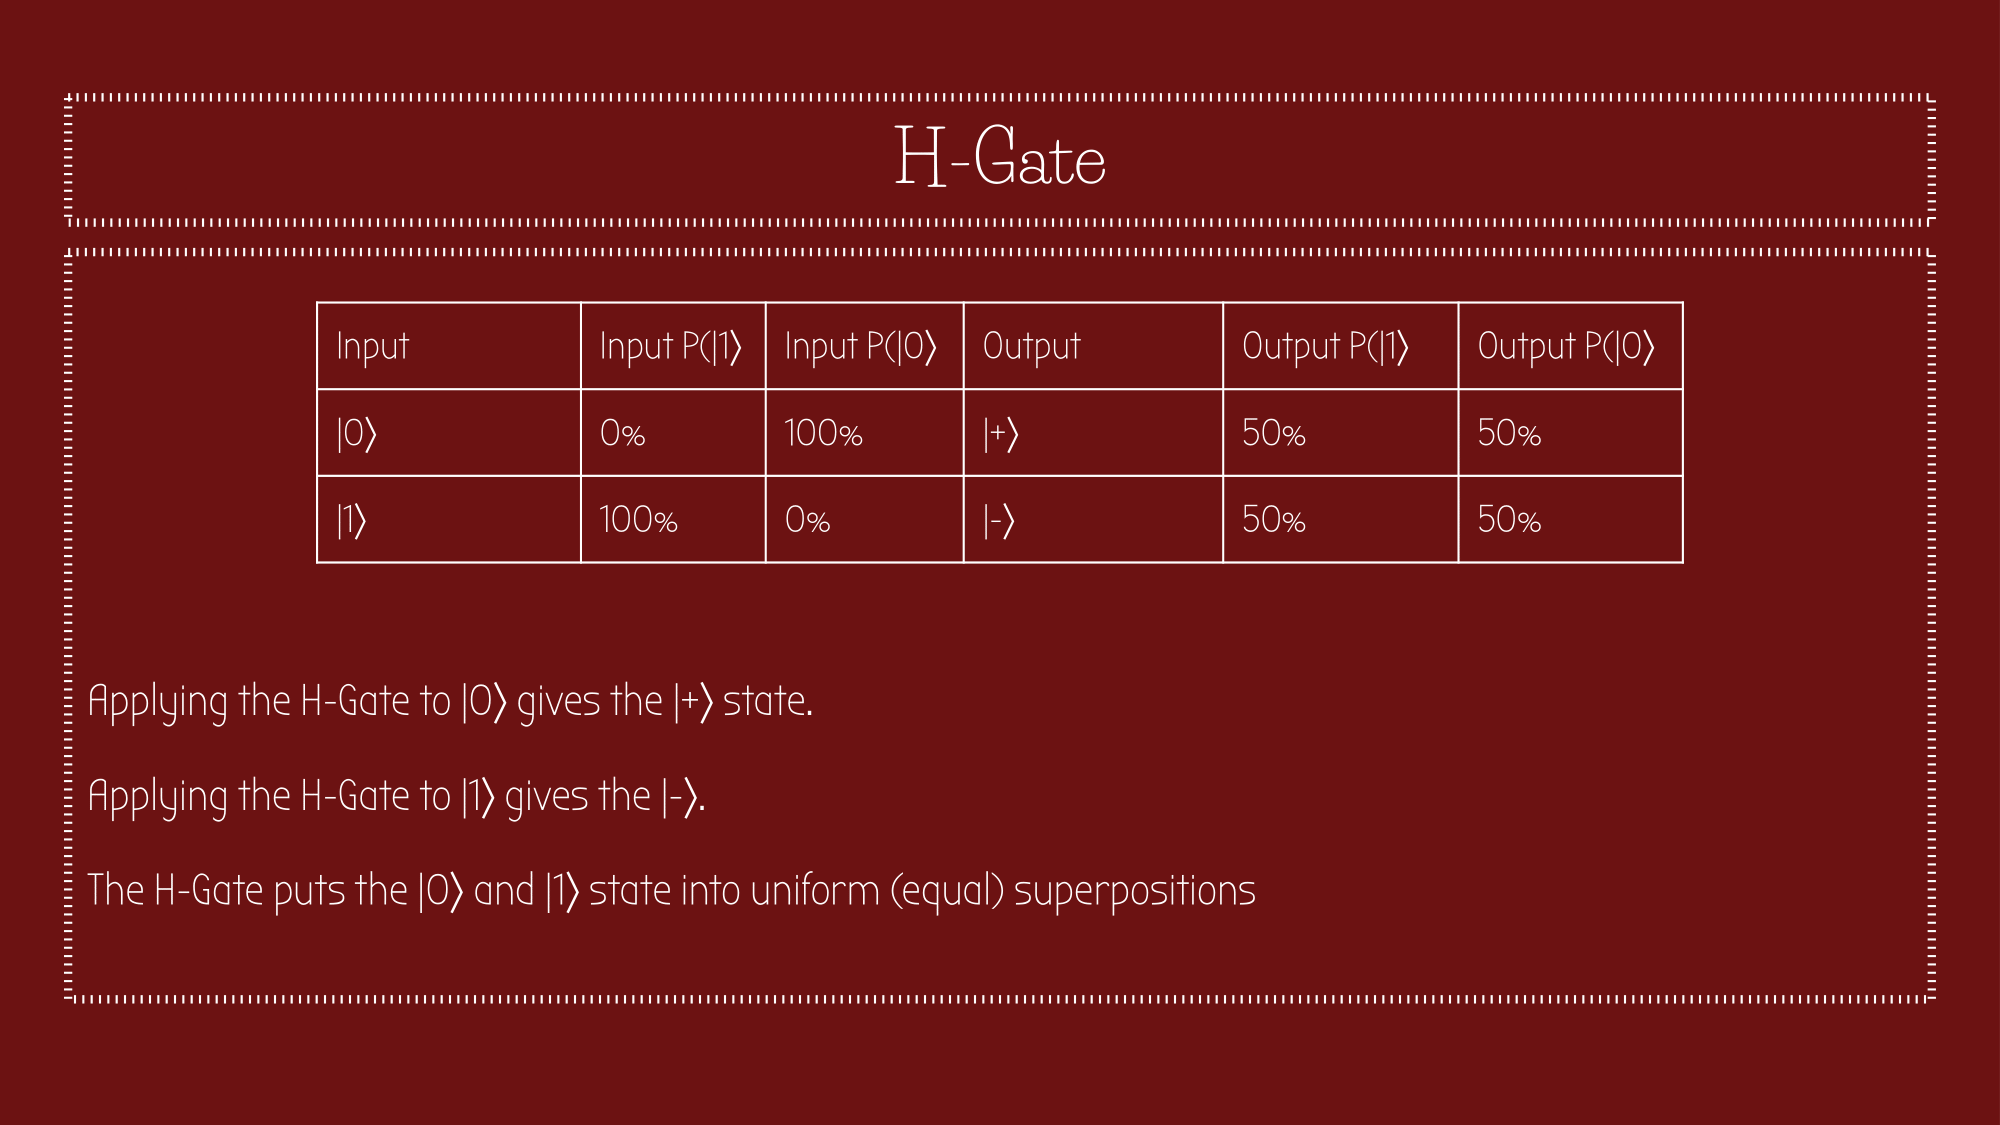 H-Gate
Input Input P(|1⟩ Input P(|0⟩ Output Output P(|1⟩ Output P(|0⟩
|0⟩ 0% 100% |+⟩ 50% 50%
|1⟩ 100% 0% |-⟩ 50% 50%
Applying the H-Gate to |0⟩ gives the |+⟩ state.
Applying the H-Gate to |1⟩ gives the |-⟩.
The H-Gate puts the |0⟩ and |1⟩ state into uniform (equal) superpositions